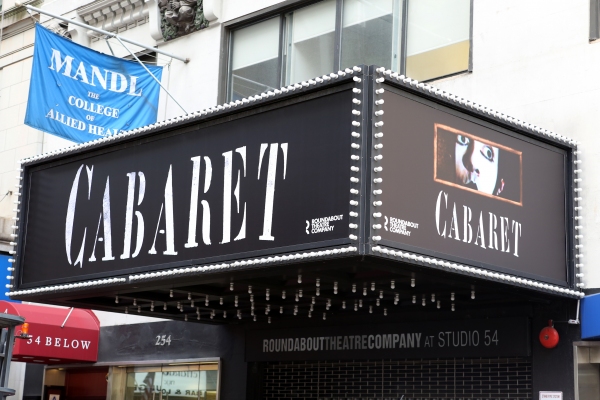 MANDL
THE
COLLEGE
OF
ALLIED HEALTH
CABARET
ROUNDABOUT
THEATRE
COMPANY
CABARET
ROUNDABOUT
THEATRE
COMPANY
54 BELOW
254
ROUNDABOUTTHEATRECOMPANY AT STUDIO 54